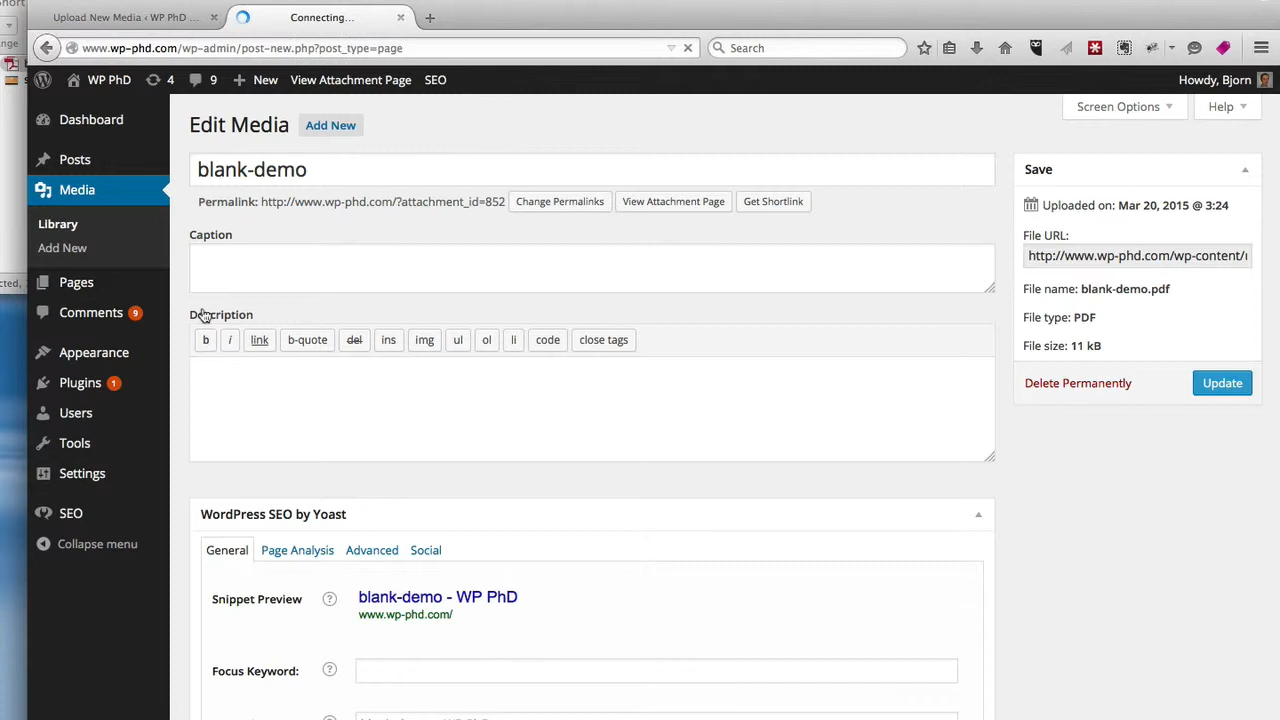 Short
Upload New Media ‹ WP PhD ...
Connecting...
www.wp-phd.com/wp-admin/post-new.php?post_type=page
Search
WP PhD
4
9
New
View Attachment Page
SEO
Howdy, Bjorn
Dashboard
Posts
Media
Library
Add New
Pages
Comments 9
Appearance
Plugins 1
Users
Tools
Settings
SEO
Collapse menu
Screen Options
Help
Edit Media
Add New
blank-demo
Permalink: http://www.wp-phd.com/?attachment_id=852
Change Permalinks
View Attachment Page
Get Shortlink
Caption
Description
b
i
link
b-quote
del
ins
img
ul
ol
li
code
close tags
WordPress SEO by Yoast
General
Page Analysis
Advanced
Social
Snippet Preview
?
blank-demo - WP PhD
www.wp-phd.com/
Focus Keyword:
?
Save
Uploaded on: Mar 20, 2015 @ 3:24
File URL:
http://www.wp-phd.com/wp-content/u
File name: blank-demo.pdf
File type: PDF
File size: 11 kB
Delete Permanently
Update